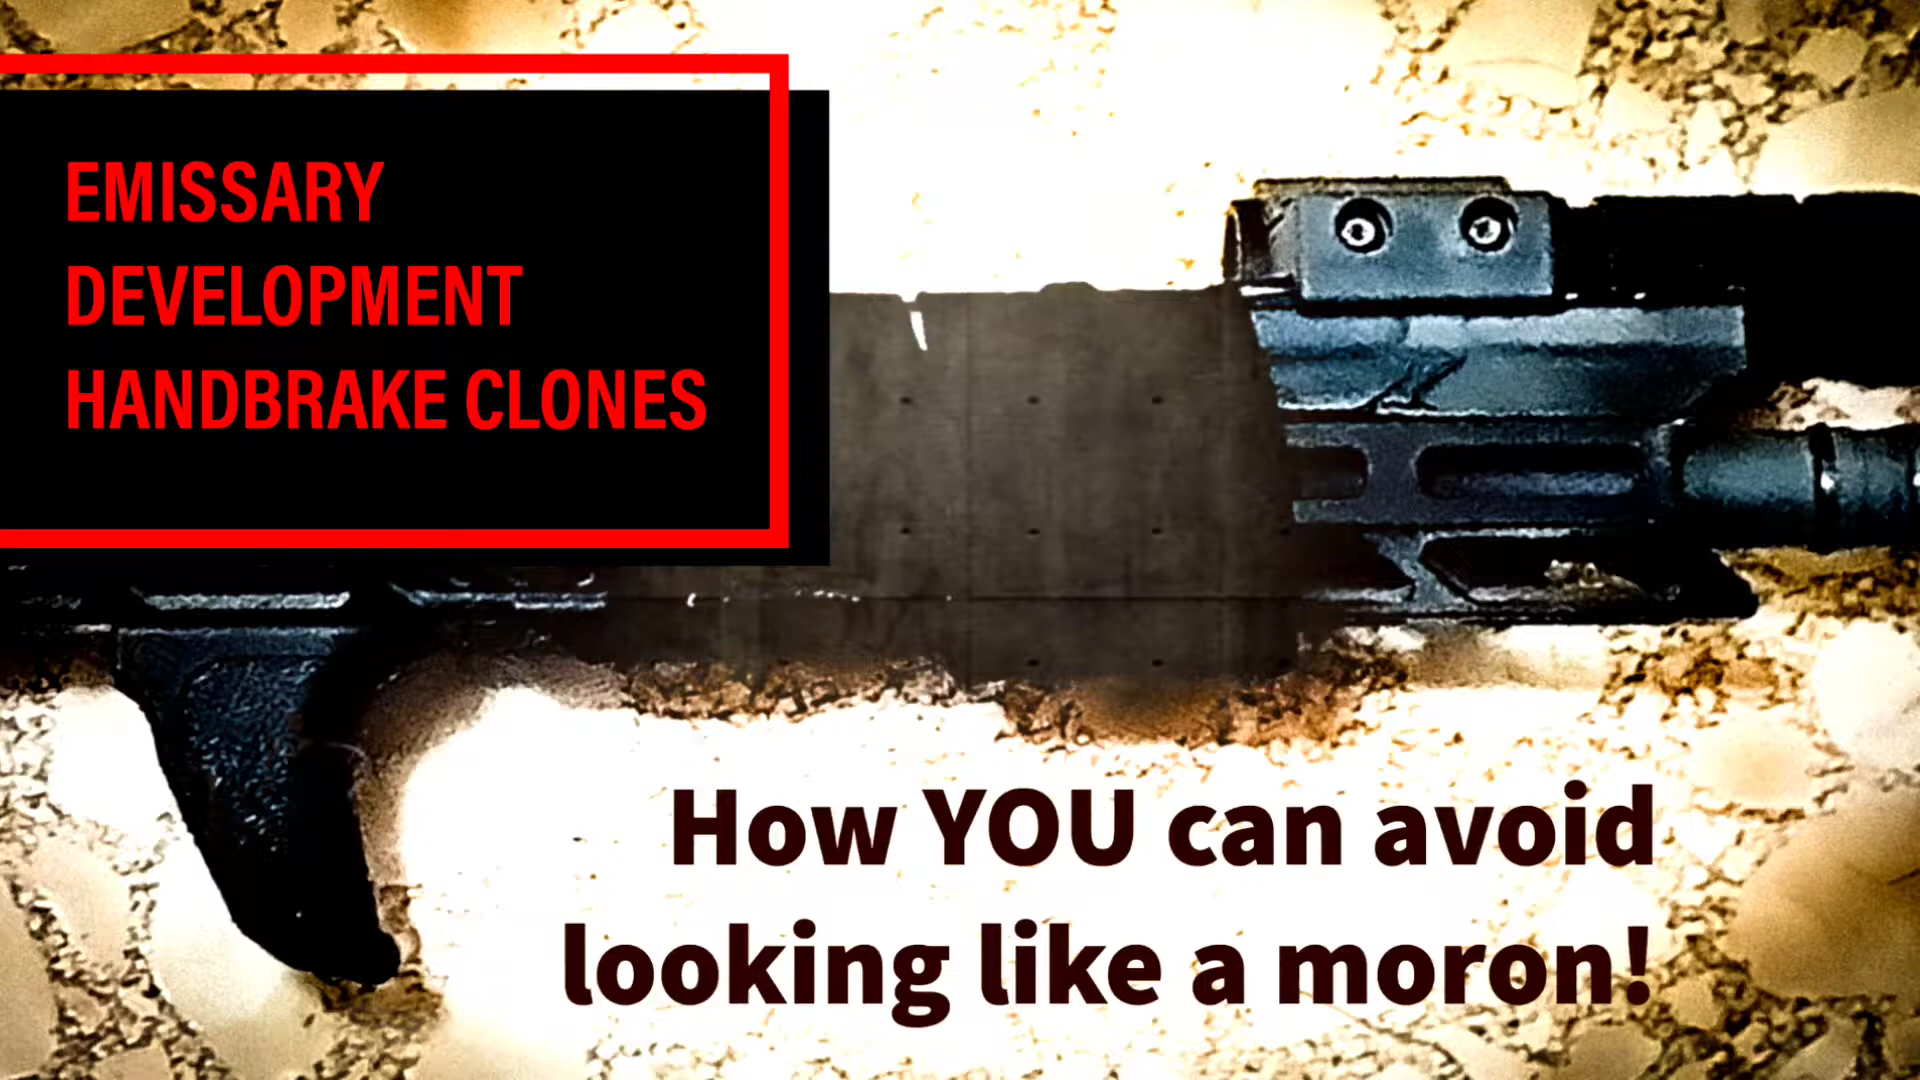 EMISSARY
DEVELOPMENT
HANDBRAKE CLONES
How YOU can avoid
looking like a moron!